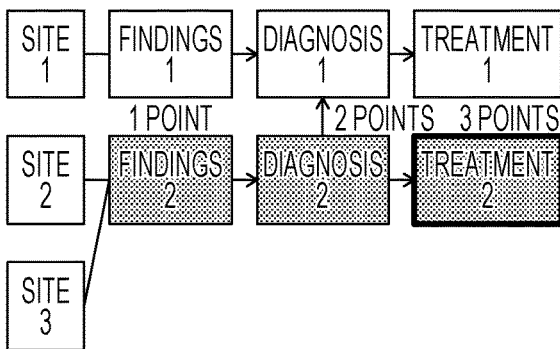 SITE
1
FINDINGS
1
DIAGNOSIS
1
TREATMENT
1
1 POINT
2 POINTS
3 POINTS
SITE
2
FINDINGS
2
DIAGNOSIS
2
TREATMENT
2
SITE
3